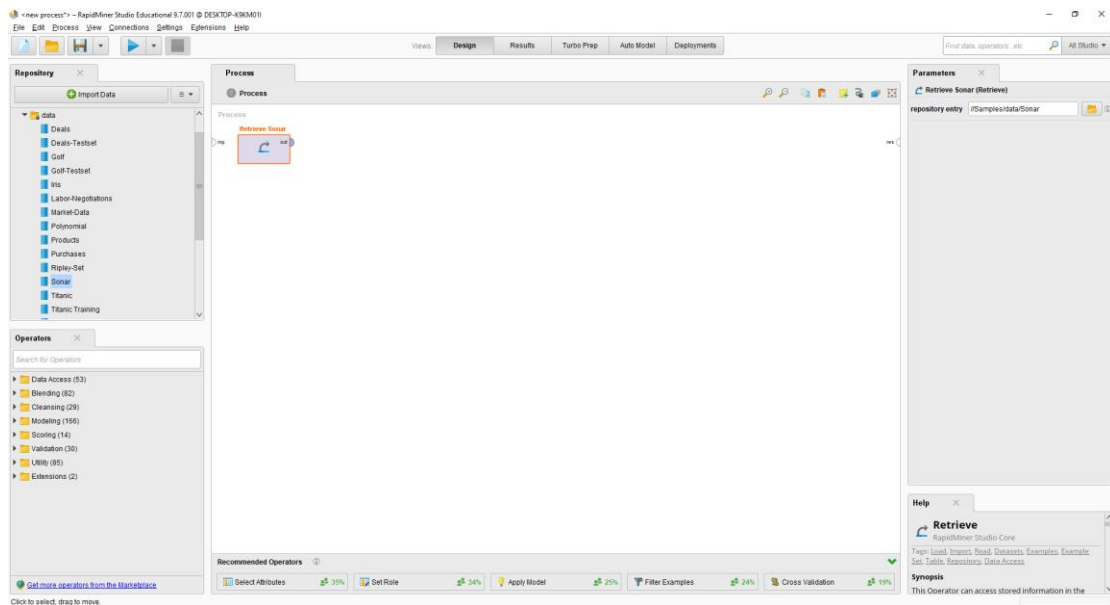 <new process*> – RapidMiner Studio Educational 9.7.001 @ DESKTOP-K9KM01I
File Edit Process View Connections Settings Extensions Help
Views: Design Results Turbo Prep Auto Model Deployments
Find data, operators...etc All Studio
Repository
Import Data
data
Deals
Deals-Testset
Golf
Golf-Testset
Iris
Labor-Negotiations
Market-Data
Polynomial
Products
Purchases
Ripley-Set
Sonar
Titanic
Titanic Training
Operators
Search for Operators
Data Access (53)
Blending (82)
Cleansing (29)
Modeling (166)
Scoring (14)
Validation (30)
Utility (85)
Extensions (2)
Get more operators from the Marketplace
Click to select, drag to move.
Process
Process
Process
Retrieve Sonar
inp
out
res
Recommended Operators
Select Attributes 35%
Set Role 34%
Apply Model 25%
Filter Examples 24%
Cross Validation 19%
Parameters
Retrieve Sonar (Retrieve)
repository entry //Samples/data/Sonar
Help
Retrieve
RapidMiner Studio Core
Tags: Load, Import, Read, Datasets, Examples, Example
Set, Table, Repository, Data Access
Synopsis
This Operator can access stored information in the